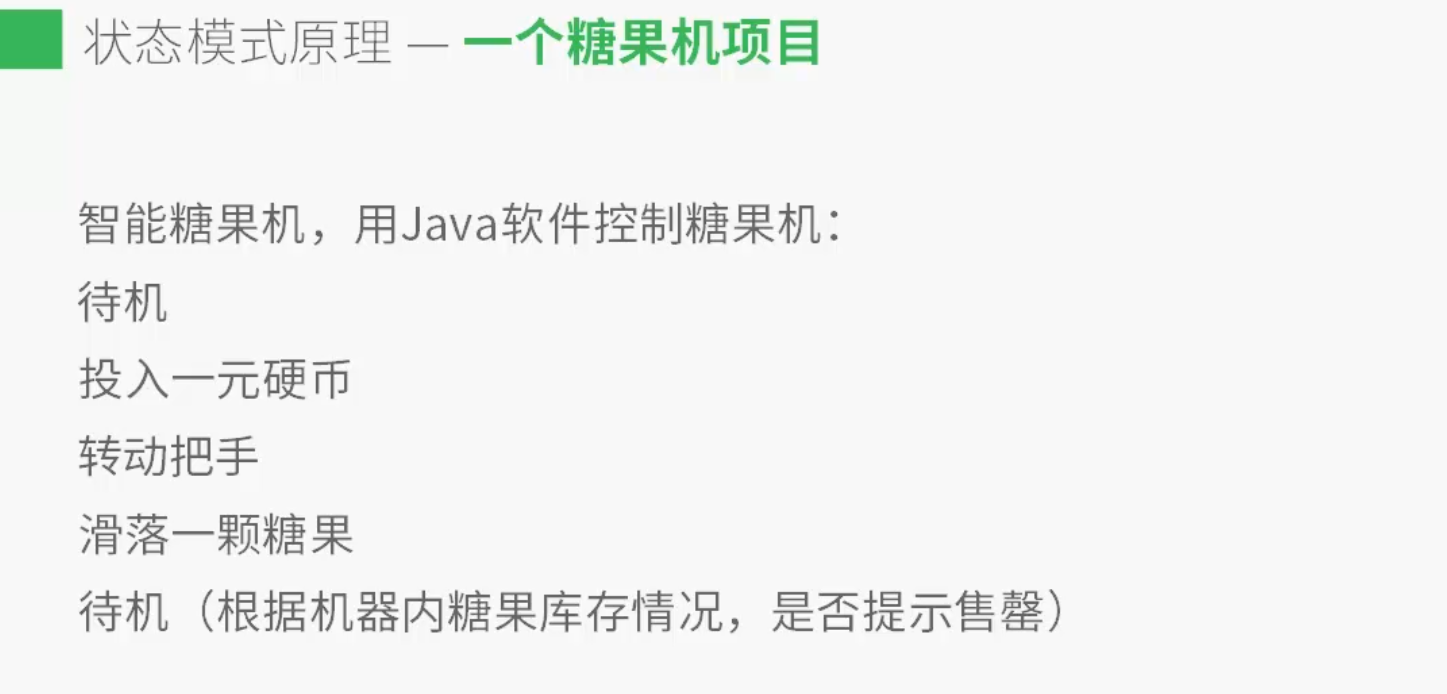 状态模式原理 — 一个糖果机项目
智能糖果机，用Java软件控制糖果机：
待机
投入一元硬币
转动把手
滑落一颗糖果
待机（根据机器内糖果库存情况，是否提示售罄）